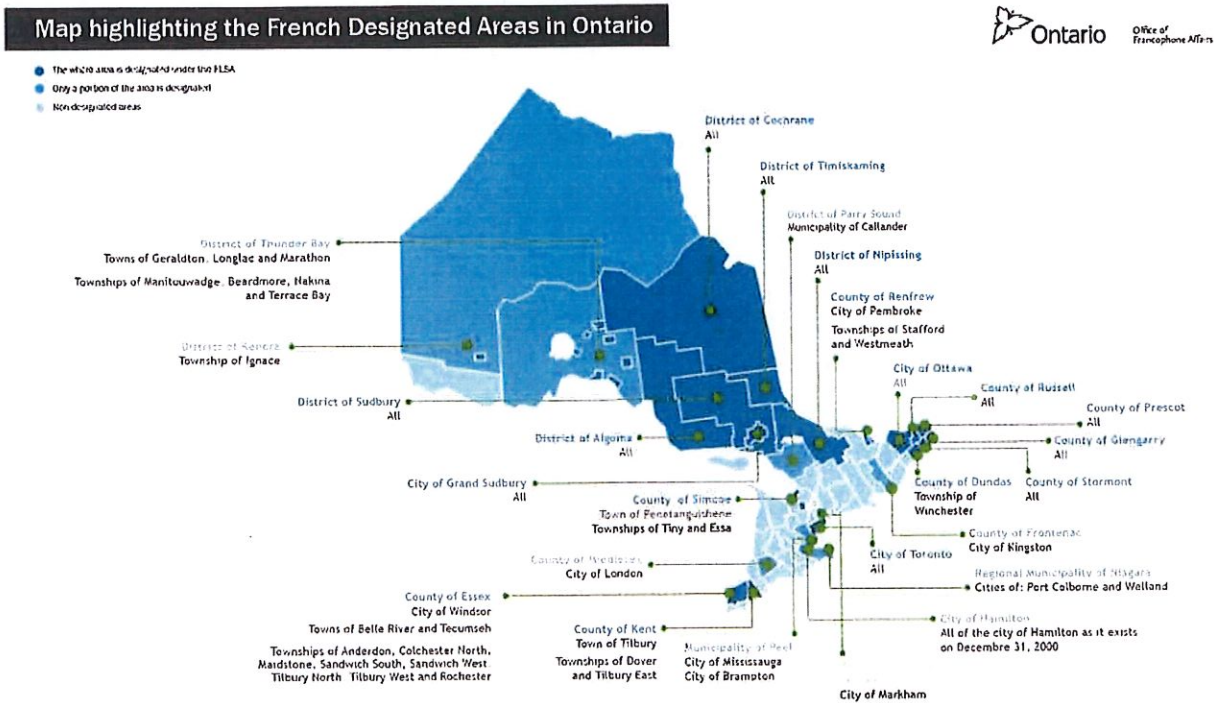 Map highlighting the French Designated Areas in Ontario
Ontario
Office of
Francophone Affairs
The whole area is designated under the FLSA
Only a portion of the area is designated
Non designated areas
District of Cochrane
All
District of Timiskaming
All
District of Parry Sound
Municipality of Callander
District of Nipissing
All
County of Renfrew
City of Pembroke
Townships of Stafford
and Westmeath
City of Ottawa
All
County of Russell
All
County of Prescot
All
County of Glengarry
All
County of Stormont
All
County of Dundas
Township of
Winchester
County of Frontenac
City of Kingston
City of Toronto
All
Regional Municipality of Niagara
Cities of: Port Colborne and Welland
City of Hamilton
All of the city of Hamilton as it exists
on Decembre 31, 2000
City of Markham
Municipality of Peel
City of Mississauga
City of Brampton
County of Kent
Town of Tilbury
Townships of Dover
and Tilbury East
County of Essex
City of Windsor
Towns of Belle River and Tecumseh
Townships of Anderdon, Colchester North,
Maidstone, Sandwich South, Sandwich West
Tilbury North Tilbury West and Rochester
County of Middlesex
City of London
County of Simcoe
Town of Penetanguishene
Townships of Tiny and Essa
City of Grand Sudbury
All
District of Algoma
All
District of Sudbury
All
District of Kenora
Township of Ignace
District of Thunder Bay
Towns of Geraldton, Longlac and Marathon
Townships of Manitouwadge, Beardmore, Nakina
and Terrace Bay